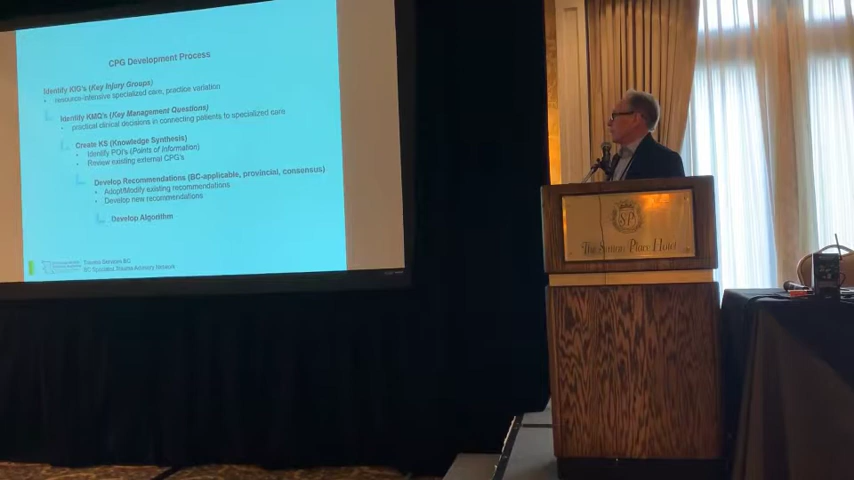 CPG Development Process
Identify KIG's (Key Injury Groups)
• resource-intensive specialized care, practice variation
Identify KMQ's (Key Management Questions)
• practical clinical decisions in connecting patients to specialized care
Create KS (Knowledge Synthesis)
• Identify POI's (Points of Information)
• Review existing external CPG's
Develop Recommendations (BC-applicable, provincial, consensus)
• Adopt/Modify existing recommendations
• Develop new recommendations
Develop Algorithm
Trauma Services BC
BC Specialist Trauma Advisory Network
SP
The Sutton Place Hotel